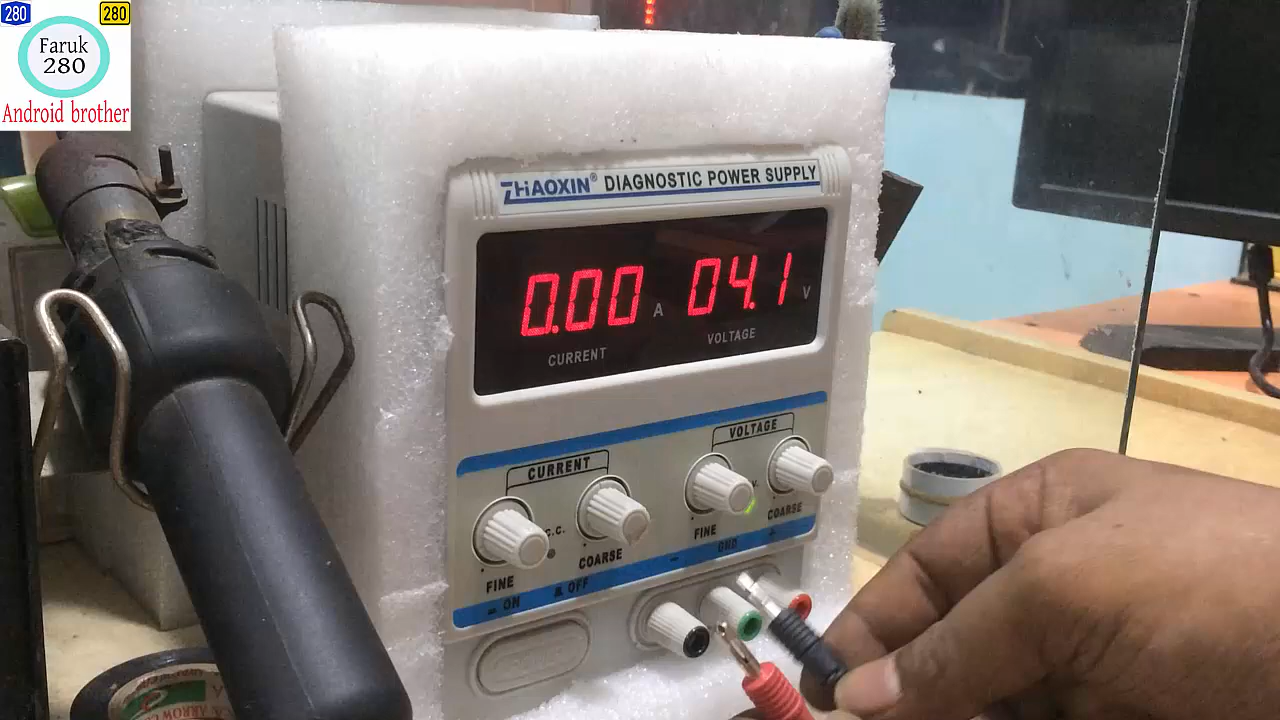 280
280
Faruk
280
Android brother
ZHAOXIN® DIAGNOSTIC POWER SUPPLY
0.00 A 04.1 V
CURRENT VOLTAGE
CURRENT VOLTAGE
C.C.
FINE COARSE FINE COARSE
ON OFF - GND +
ARROW